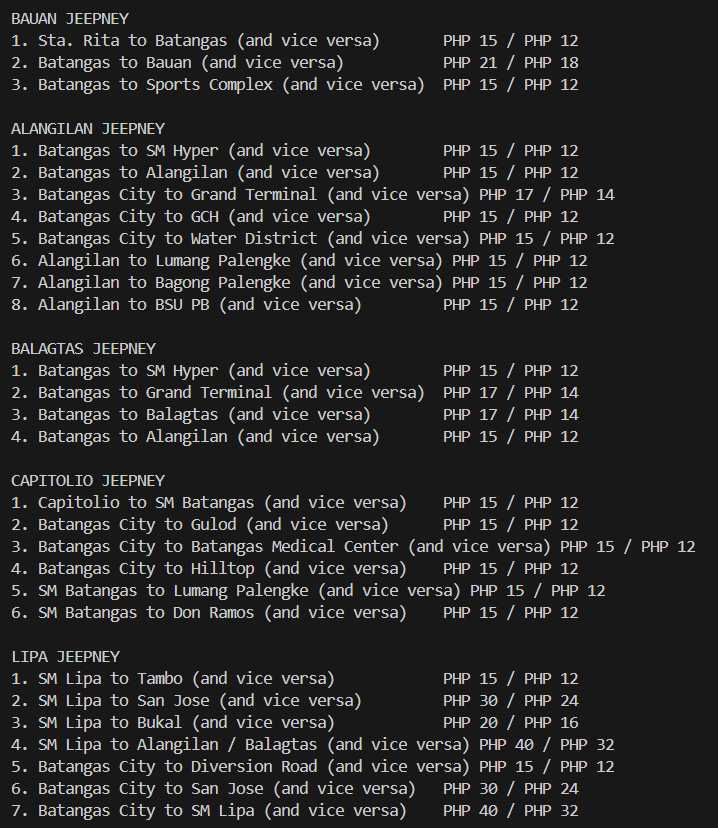 BAUAN JEEPNEY
1. Sta. Rita to Batangas (and vice versa) PHP 15 / PHP 12
2. Batangas to Bauan (and vice versa) PHP 21 / PHP 18
3. Batangas to Sports Complex (and vice versa) PHP 15 / PHP 12
ALANGILAN JEEPNEY
1. Batangas to SM Hyper (and vice versa) PHP 15 / PHP 12
2. Batangas to Alangilan (and vice versa) PHP 15 / PHP 12
3. Batangas City to Grand Terminal (and vice versa) PHP 17 / PHP 14
4. Batangas City to GCH (and vice versa) PHP 15 / PHP 12
5. Batangas City to Water District (and vice versa) PHP 15 / PHP 12
6. Alangilan to Lumang Palengke (and vice versa) PHP 15 / PHP 12
7. Alangilan to Bagong Palengke (and vice versa) PHP 15 / PHP 12
8. Alangilan to BSU PB (and vice versa) PHP 15 / PHP 12
BALAGTAS JEEPNEY
1. Batangas to SM Hyper (and vice versa) PHP 15 / PHP 12
2. Batangas to Grand Terminal (and vice versa) PHP 17 / PHP 14
3. Batangas to Balagtas (and vice versa) PHP 17 / PHP 14
4. Batangas to Alangilan (and vice versa) PHP 15 / PHP 12
CAPITOLIO JEEPNEY
1. Capitolio to SM Batangas (and vice versa) PHP 15 / PHP 12
2. Batangas City to Gulod (and vice versa) PHP 15 / PHP 12
3. Batangas City to Batangas Medical Center (and vice versa) PHP 15 / PHP 12
4. Batangas City to Hilltop (and vice versa) PHP 15 / PHP 12
5. SM Batangas to Lumang Palengke (and vice versa) PHP 15 / PHP 12
6. SM Batangas to Don Ramos (and vice versa) PHP 15 / PHP 12
LIPA JEEPNEY
1. SM Lipa to Tambo (and vice versa) PHP 15 / PHP 12
2. SM Lipa to San Jose (and vice versa) PHP 30 / PHP 24
3. SM Lipa to Bukal (and vice versa) PHP 20 / PHP 16
4. SM Lipa to Alangilan / Balagtas (and vice versa) PHP 40 / PHP 32
5. Batangas City to Diversion Road (and vice versa) PHP 15 / PHP 12
6. Batangas City to San Jose (and vice versa) PHP 30 / PHP 24
7. Batangas City to SM Lipa (and vice versa) PHP 40 / PHP 32